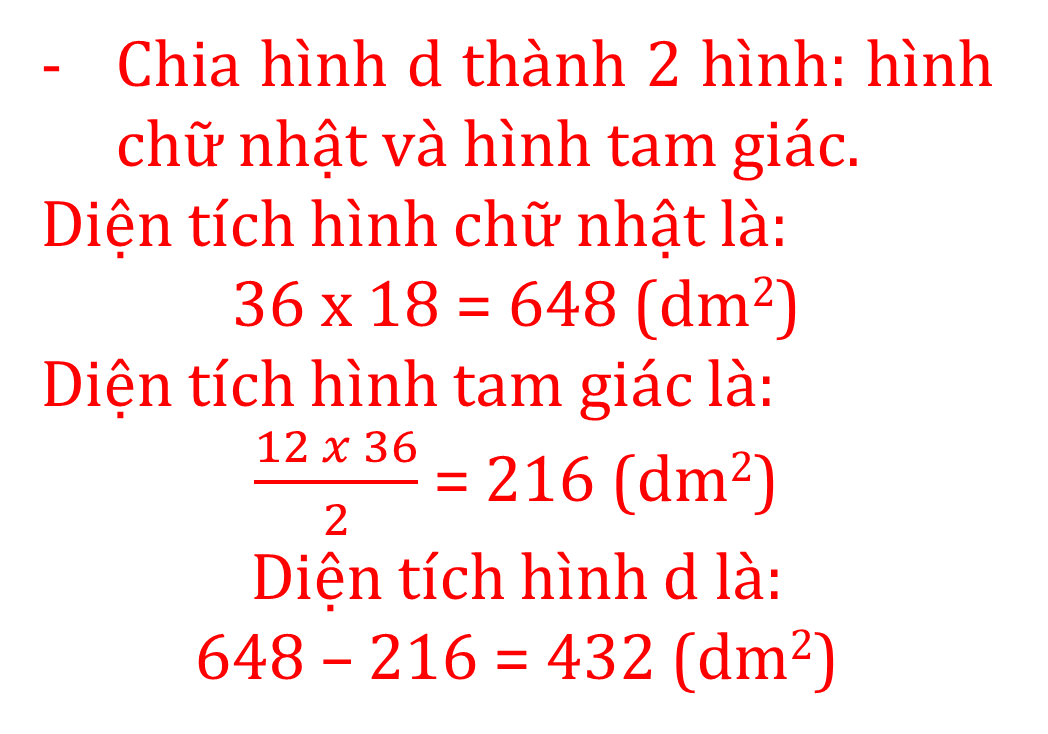 - Chia hình d thành 2 hình: hình
chữ nhật và hình tam giác.
Diện tích hình chữ nhật là:
36 x 18 = 648 (dm²)
Diện tích hình tam giác là:
12 x 36
2
= 216 (dm²)
Diện tích hình d là:
648 – 216 = 432 (dm²)